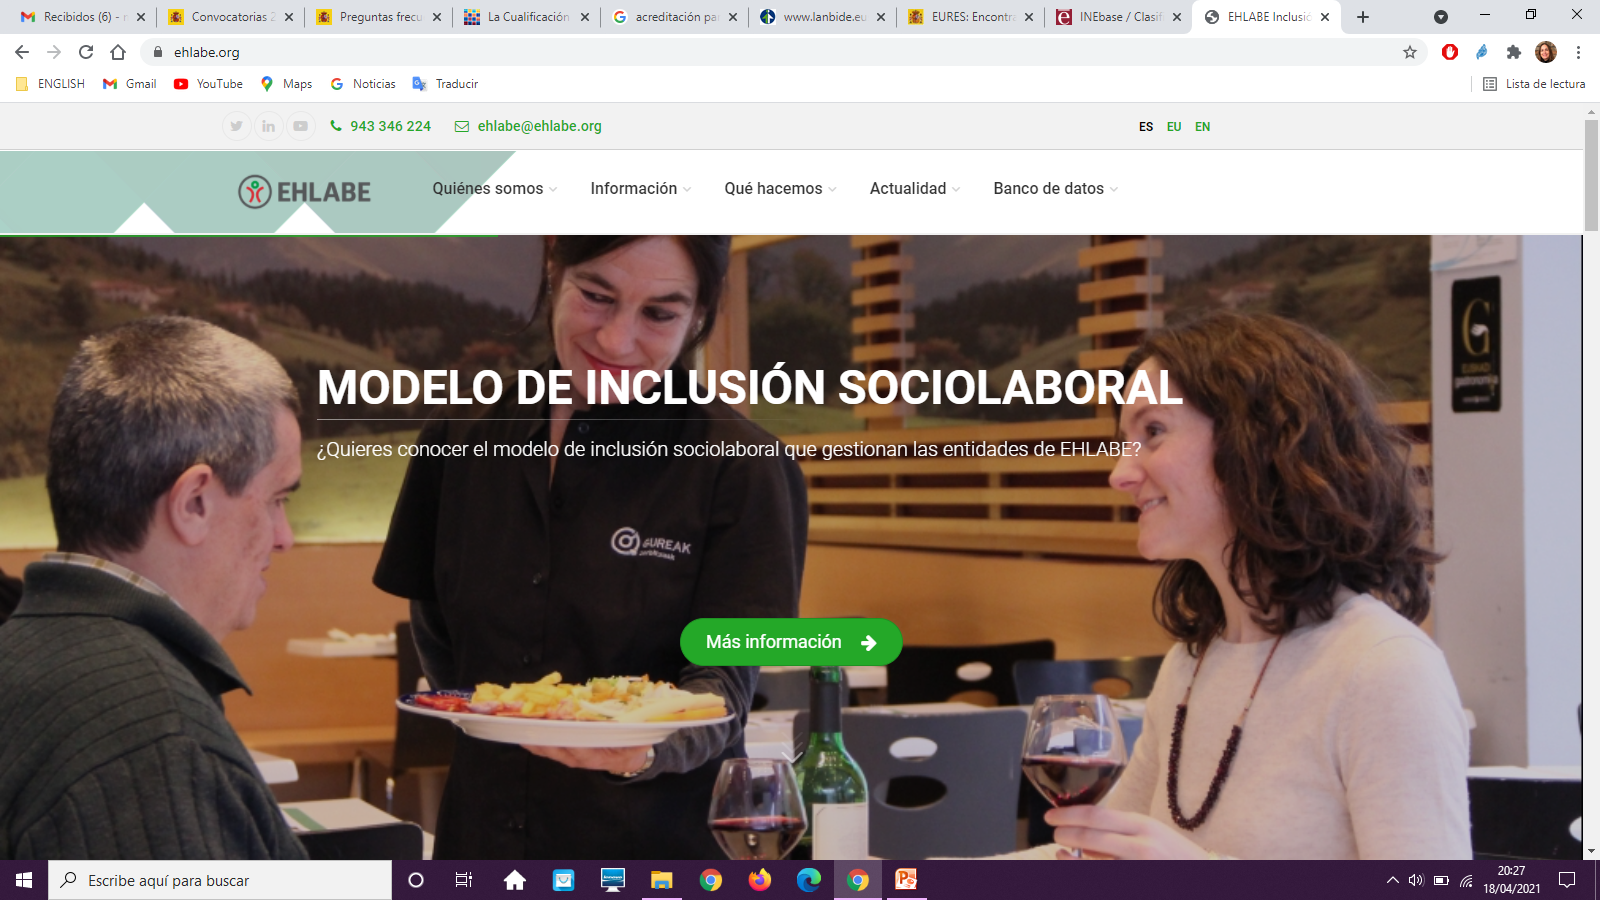 Recibidos (6) - r
Convocatorias 2
Preguntas frecu
La Cualificación
acreditación par
www.lanbide.eu
EURES: Encontra
INEbase / Clasif
EHLABE Inclusió
ehlabe.org
ENGLISH
Gmail
YouTube
Maps
Noticias
Traducir
Lista de lectura
943 346 224
ehlabe@ehlabe.org
ES EU EN
EHLABE
Quiénes somos
Información
Qué hacemos
Actualidad
Banco de datos
MODELO DE INCLUSIÓN SOCIOLABORAL
¿Quieres conocer el modelo de inclusión sociolaboral que gestionan las entidades de EHLABE?
GUREAK
G
Más información
Escribe aquí para buscar
20:27
18/04/2021